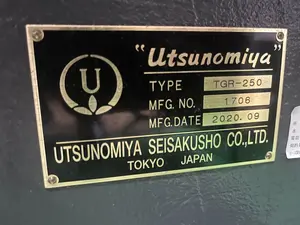 "Utsunomiya"
U
TYPE TGR-250
MFG. NO. 1706
MFG.DATE 2020.09
UTSUNOMIYA SEISAKUSHO CO.,LTD.
TOKYO JAPAN